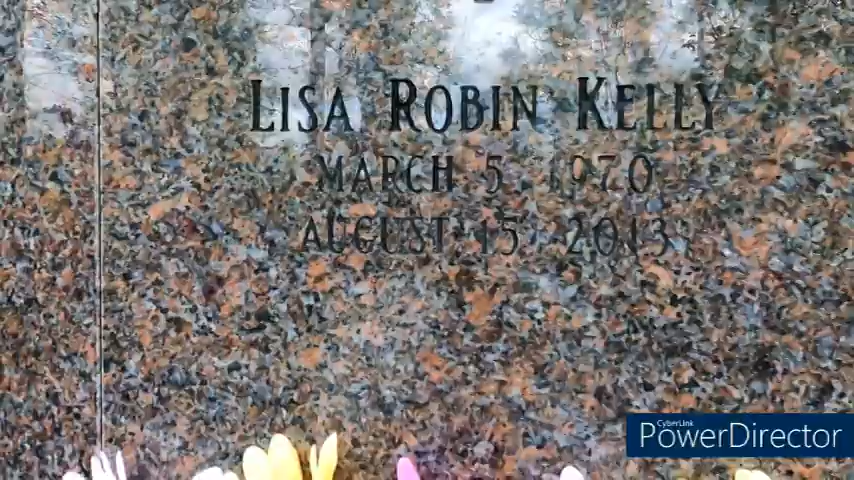 Lisa Robin Kelly
March 5 1970
August 15 2013
CyberLink
PowerDirector